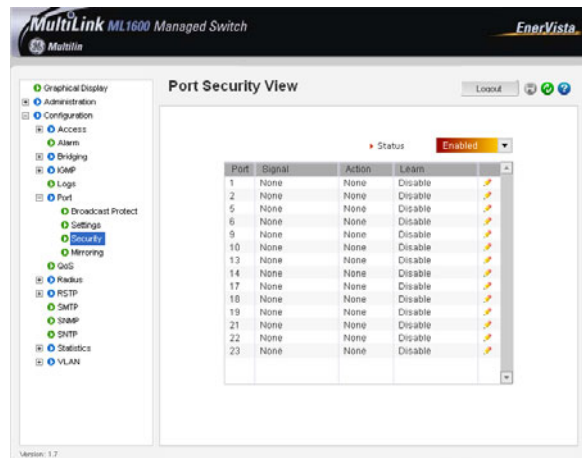 MultiLink ML1600 Managed Switch
EnerVista
Multilin
Graphical Display
Administration
Configuration
Access
Alarm
Bridging
IGMP
Logs
Port
Broadcast Protect
Settings
Security
Mirroring
QoS
Radius
RSTP
SMTP
SNMP
SNTP
Statistics
VLAN
Version: 1.7
Port Security View
Logout
Status Enabled
Port Signal Action Learn
1 None None Disable
2 None None Disable
5 None None Disable
6 None None Disable
9 None None Disable
10 None None Disable
13 None None Disable
14 None None Disable
17 None None Disable
18 None None Disable
19 None None Disable
21 None None Disable
22 None None Disable
23 None None Disable